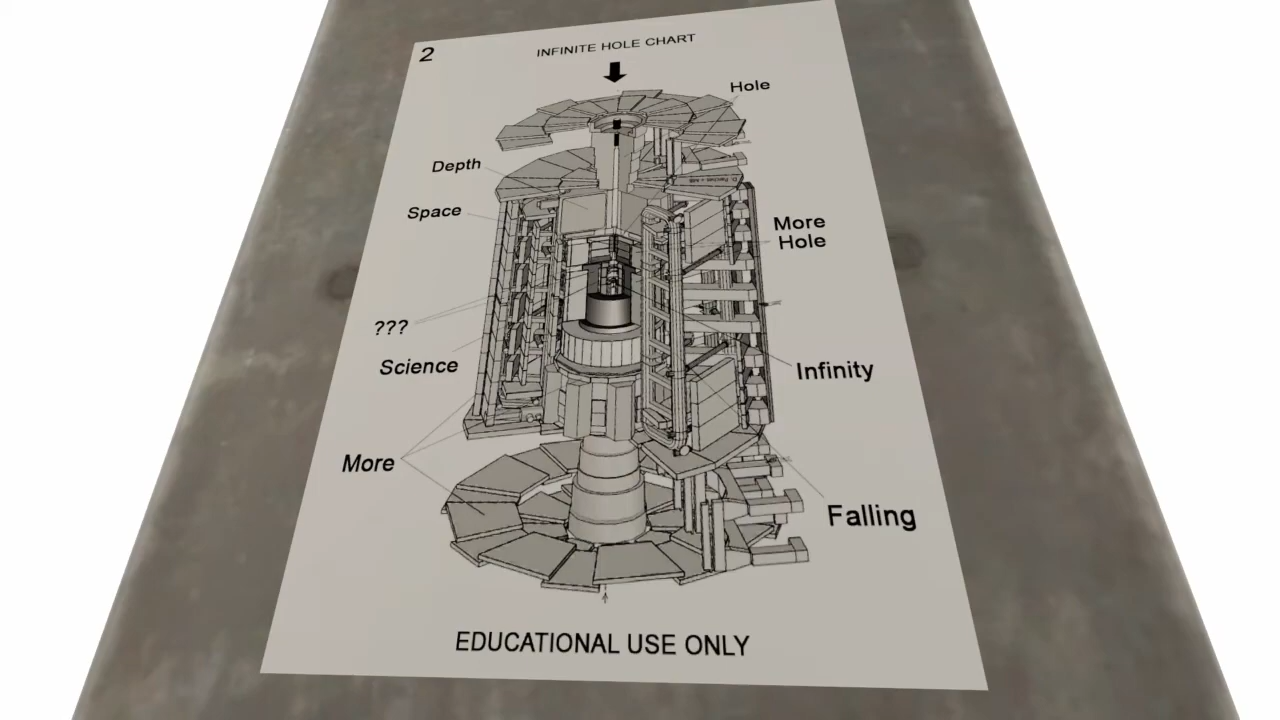 2
INFINITE HOLE CHART
Hole
Depth
Space
More
Hole
???
Science
Infinity
More
Falling
EDUCATIONAL USE ONLY